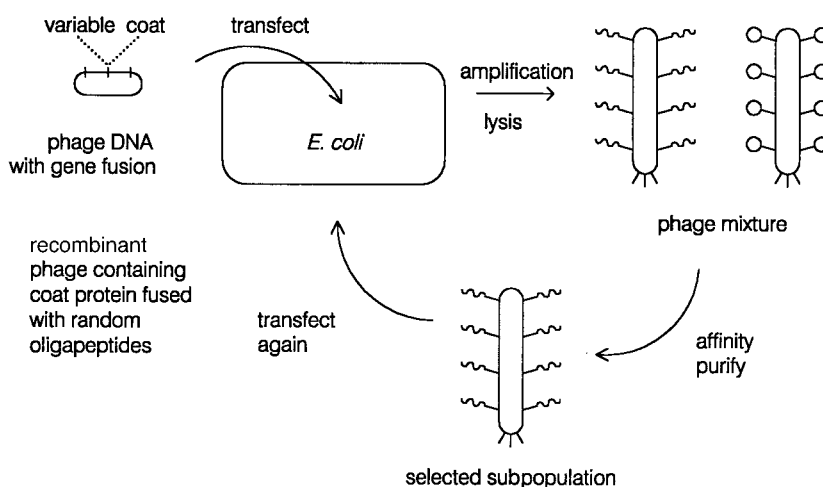 variable coat
transfect
phage DNA
with gene fusion
E. coli
amplification
lysis
phage mixture
recombinant
phage containing
coat protein fused
with random
oligapeptides
transfect
again
affinity
purify
selected subpopulation